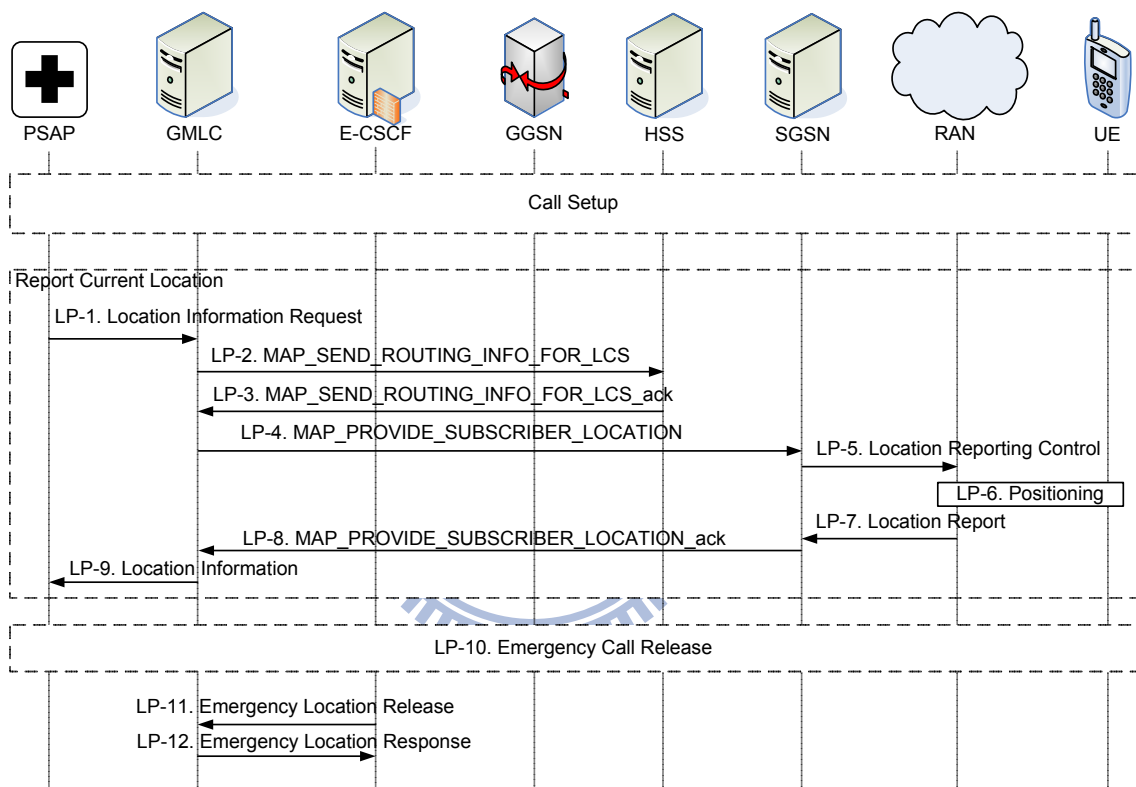 PSAP
GMLC
E-CSCF
GGSN
HSS
SGSN
RAN
UE
Call Setup
Report Current Location
LP-1. Location Information Request
LP-2. MAP_SEND_ROUTING_INFO_FOR_LCS
LP-3. MAP_SEND_ROUTING_INFO_FOR_LCS_ack
LP-4. MAP_PROVIDE_SUBSCRIBER_LOCATION
LP-5. Location Reporting Control
LP-6. Positioning
LP-7. Location Report
LP-8. MAP_PROVIDE_SUBSCRIBER_LOCATION_ack
LP-9. Location Information
LP-10. Emergency Call Release
LP-11. Emergency Location Release
LP-12. Emergency Location Response